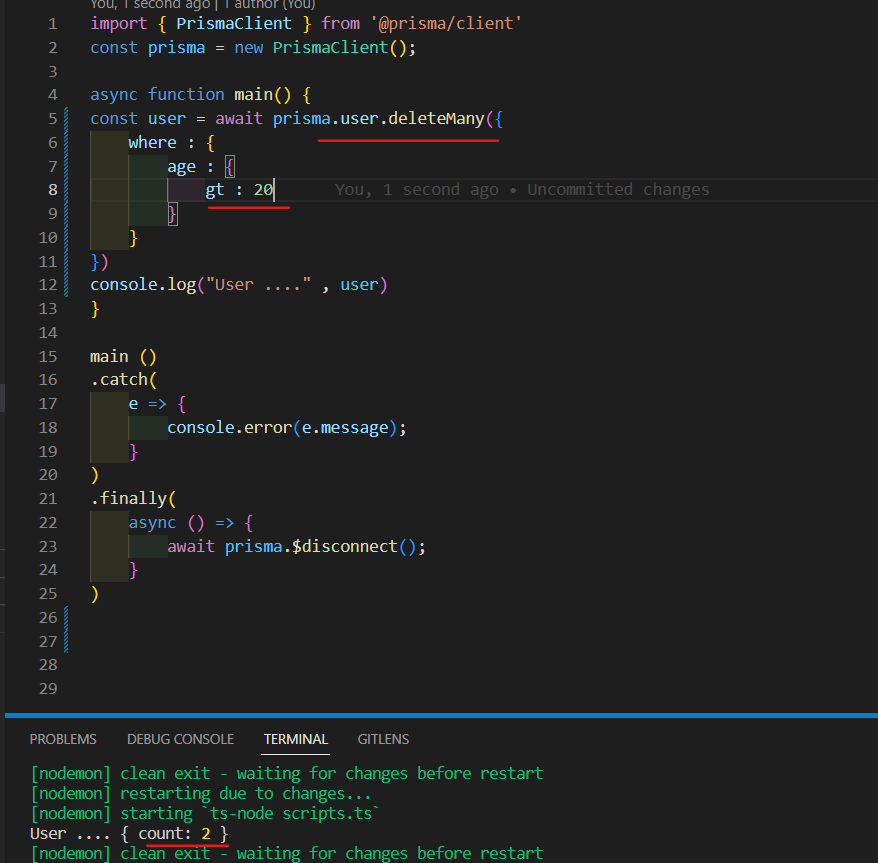 You, 1 second ago | 1 author (You)
1 import { PrismaClient } from '@prisma/client'
2 const prisma = new PrismaClient();
3
4 async function main() {
5 const user = await prisma.user.deleteMany({
6 where : {
7 age : {
8 gt : 20 You, 1 second ago • Uncommitted changes
9 }
10 }
11 })
12 console.log("User ...." , user)
13 }
14
15 main ()
16 .catch(
17 e => {
18 console.error(e.message);
19 }
20 )
21 .finally(
22 async () => {
23 await prisma.$disconnect();
24 }
25 )
26
27
28
29
PROBLEMS DEBUG CONSOLE TERMINAL GITLENS
[nodemon] clean exit - waiting for changes before restart
[nodemon] restarting due to changes...
[nodemon] starting `ts-node scripts.ts`
User .... { count: 2 }
[nodemon] clean exit - waiting for changes before restart